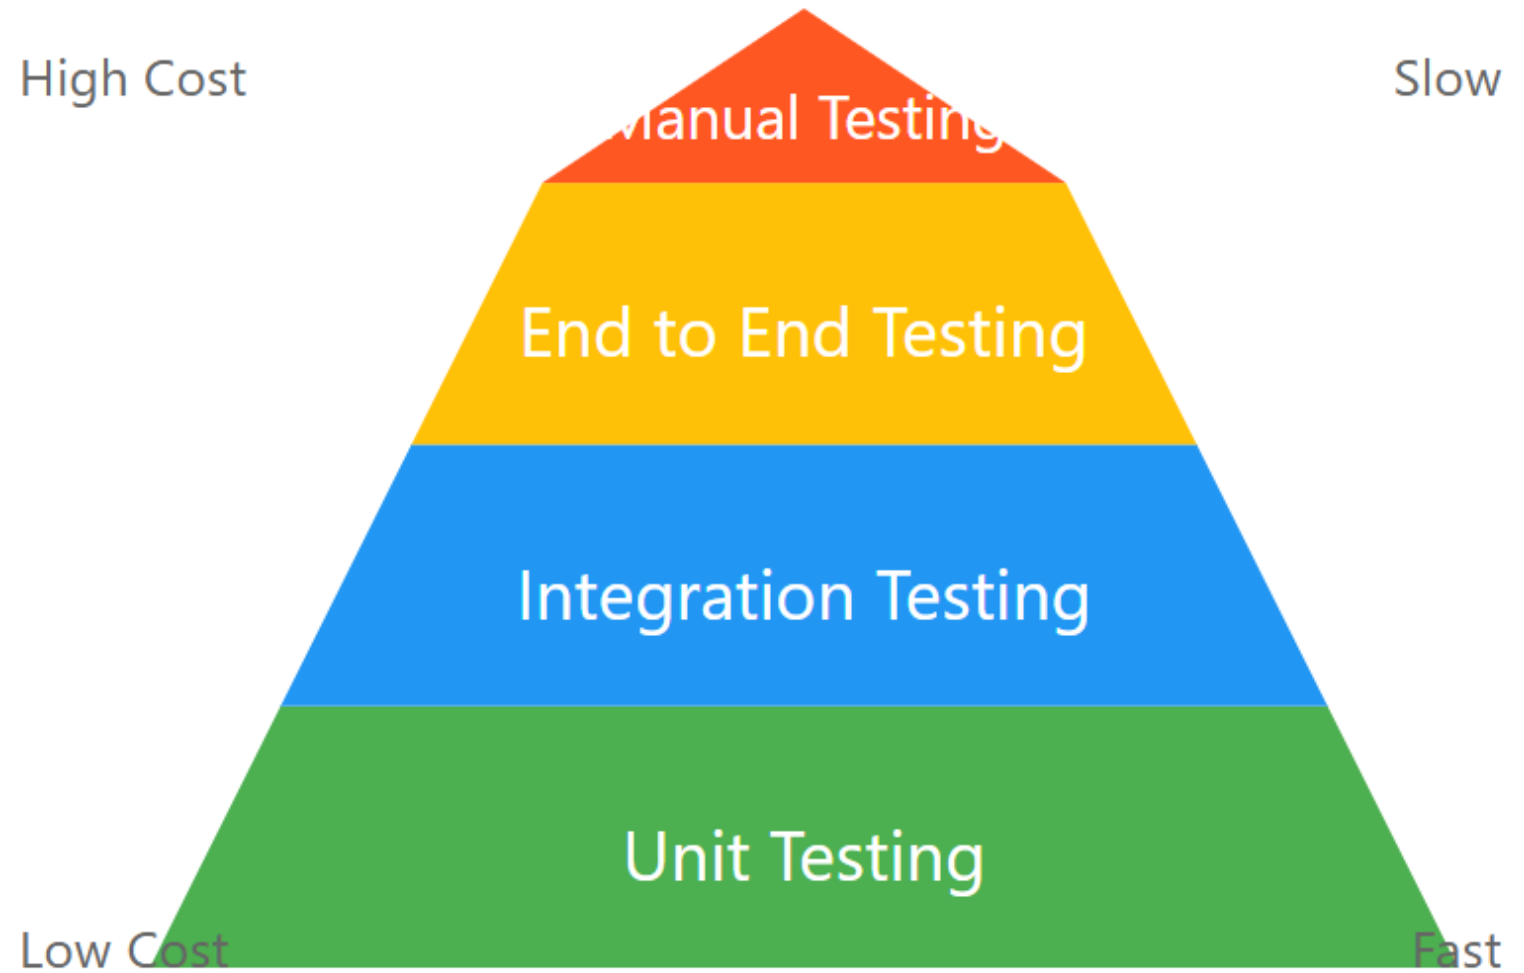 High Cost
Slow
Manual Testing
End to End Testing
Integration Testing
Unit Testing
Low Cost
Fast